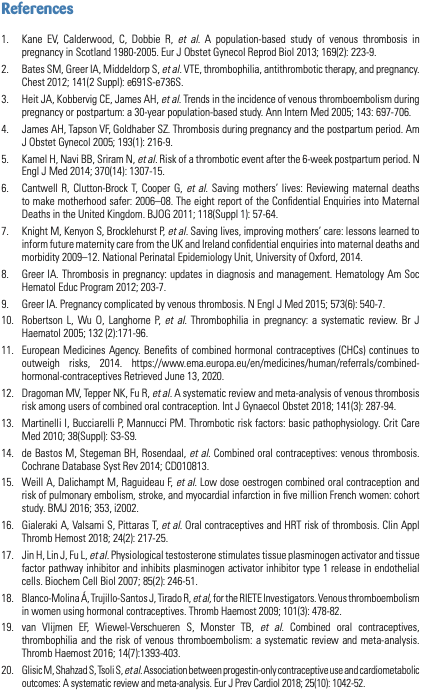 References
1. Kane EV, Calderwood, C, Dobbie R, et al. A population-based study of venous thrombosis in
pregnancy in Scotland 1980-2005. Eur J Obstet Gynecol Reprod Biol 2013; 169(2): 223-9.
2. Bates SM, Greer IA, Middeldorp S, et al. VTE, thrombophilia, antithrombotic therapy, and pregnancy.
Chest 2012; 141(2 Suppl): e691S-e736S.
3. Heit JA, Kobbervig CE, James AH, et al. Trends in the incidence of venous thromboembolism during
pregnancy or postpartum: a 30-year population-based study. Ann Intern Med 2005; 143: 697-706.
4. James AH, Tapson VF, Goldhaber SZ. Thrombosis during pregnancy and the postpartum period. Am
J Obstet Gynecol 2005; 193(1): 216-9.
5. Kamel H, Navi BB, Sriram N, et al. Risk of a thrombotic event after the 6-week postpartum period. N
Engl J Med 2014; 370(14): 1307-15.
6. Cantwell R, Clutton-Brock T, Cooper G, et al. Saving mothers' lives: Reviewing maternal deaths
to make motherhood safer: 2006–08. The eight report of the Confidential Enquiries into Maternal
Deaths in the United Kingdom. BJOG 2011; 118(Suppl 1): 57-64.
7. Knight M, Kenyon S, Brocklehurst P, et al. Saving lives, improving mothers' care: lessons learned to
inform future maternity care from the UK and Ireland confidential enquiries into maternal deaths and
morbidity 2009–12. National Perinatal Epidemiology Unit, University of Oxford, 2014.
8. Greer IA. Thrombosis in pregnancy: updates in diagnosis and management. Hematology Am Soc
Hematol Educ Program 2012; 203-7.
9. Greer IA. Pregnancy complicated by venous thrombosis. N Engl J Med 2015; 573(6): 540-7.
10. Robertson L, Wu O, Langhorne P, et al. Thrombophilia in pregnancy: a systematic review. Br J
Haematol 2005; 132 (2):171-96.
11. European Medicines Agency. Benefits of combined hormonal contraceptives (CHCs) continues to
outweigh risks, 2014. https://www.ema.europa.eu/en/medicines/human/referrals/combined-
hormonal-contraceptives Retrieved June 13, 2020.
12. Dragoman MV, Tepper NK, Fu R, et al. A systematic review and meta-analysis of venous thrombosis
risk among users of combined oral contraception. Int J Gynaecol Obstet 2018; 141(3): 287-94.
13. Martinelli I, Bucciarelli P, Mannucci PM. Thrombotic risk factors: basic pathophysiology. Crit Care
Med 2010; 38(Suppl): S3-S9.
14. de Bastos M, Stegeman BH, Rosendaal, et al. Combined oral contraceptives: venous thrombosis.
Cochrane Database Syst Rev 2014; CD010813.
15. Weill A, Dalichampt M, Raguideau F, et al. Low dose oestrogen combined oral contraception and
risk of pulmonary embolism, stroke, and myocardial infarction in five million French women: cohort
study. BMJ 2016; 353, i2002.
16. Gialeraki A, Valsami S, Pittaras T, et al. Oral contraceptives and HRT risk of thrombosis. Clin Appl
Thromb Hemost 2018; 24(2): 217-25.
17. Jin H, Lin J, Fu L, et al. Physiological testosterone stimulates tissue plasminogen activator and tissue
factor pathway inhibitor and inhibits plasminogen activator inhibitor type 1 release in endothelial
cells. Biochem Cell Biol 2007; 85(2): 246-51.
18. Blanco-Molina Á, Trujillo-Santos J, Tirado R, et al, for the RIETE Investigators. Venous thromboembolism
in women using hormonal contraceptives. Thromb Haemost 2009; 101(3): 478-82.
19. van Vlijmen EF, Wiewel-Verschueren S, Monster TB, et al. Combined oral contraceptives,
thrombophilia and the risk of venous thromboembolism: a systematic review and meta-analysis.
Thromb Haemost 2016; 14(7):1393-403.
20. Glisic M, Shahzad S, Tsoli S, et al. Association between progestin-only contraceptive use and cardiometabolic
outcomes: A systematic review and meta-analysis. Eur J Prev Cardiol 2018; 25(10): 1042-52.